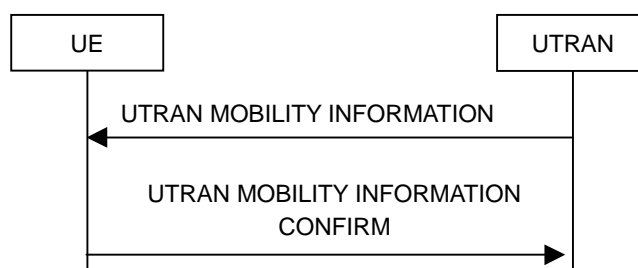 UE
UTRAN
UTRAN MOBILITY INFORMATION
UTRAN MOBILITY INFORMATION
CONFIRM